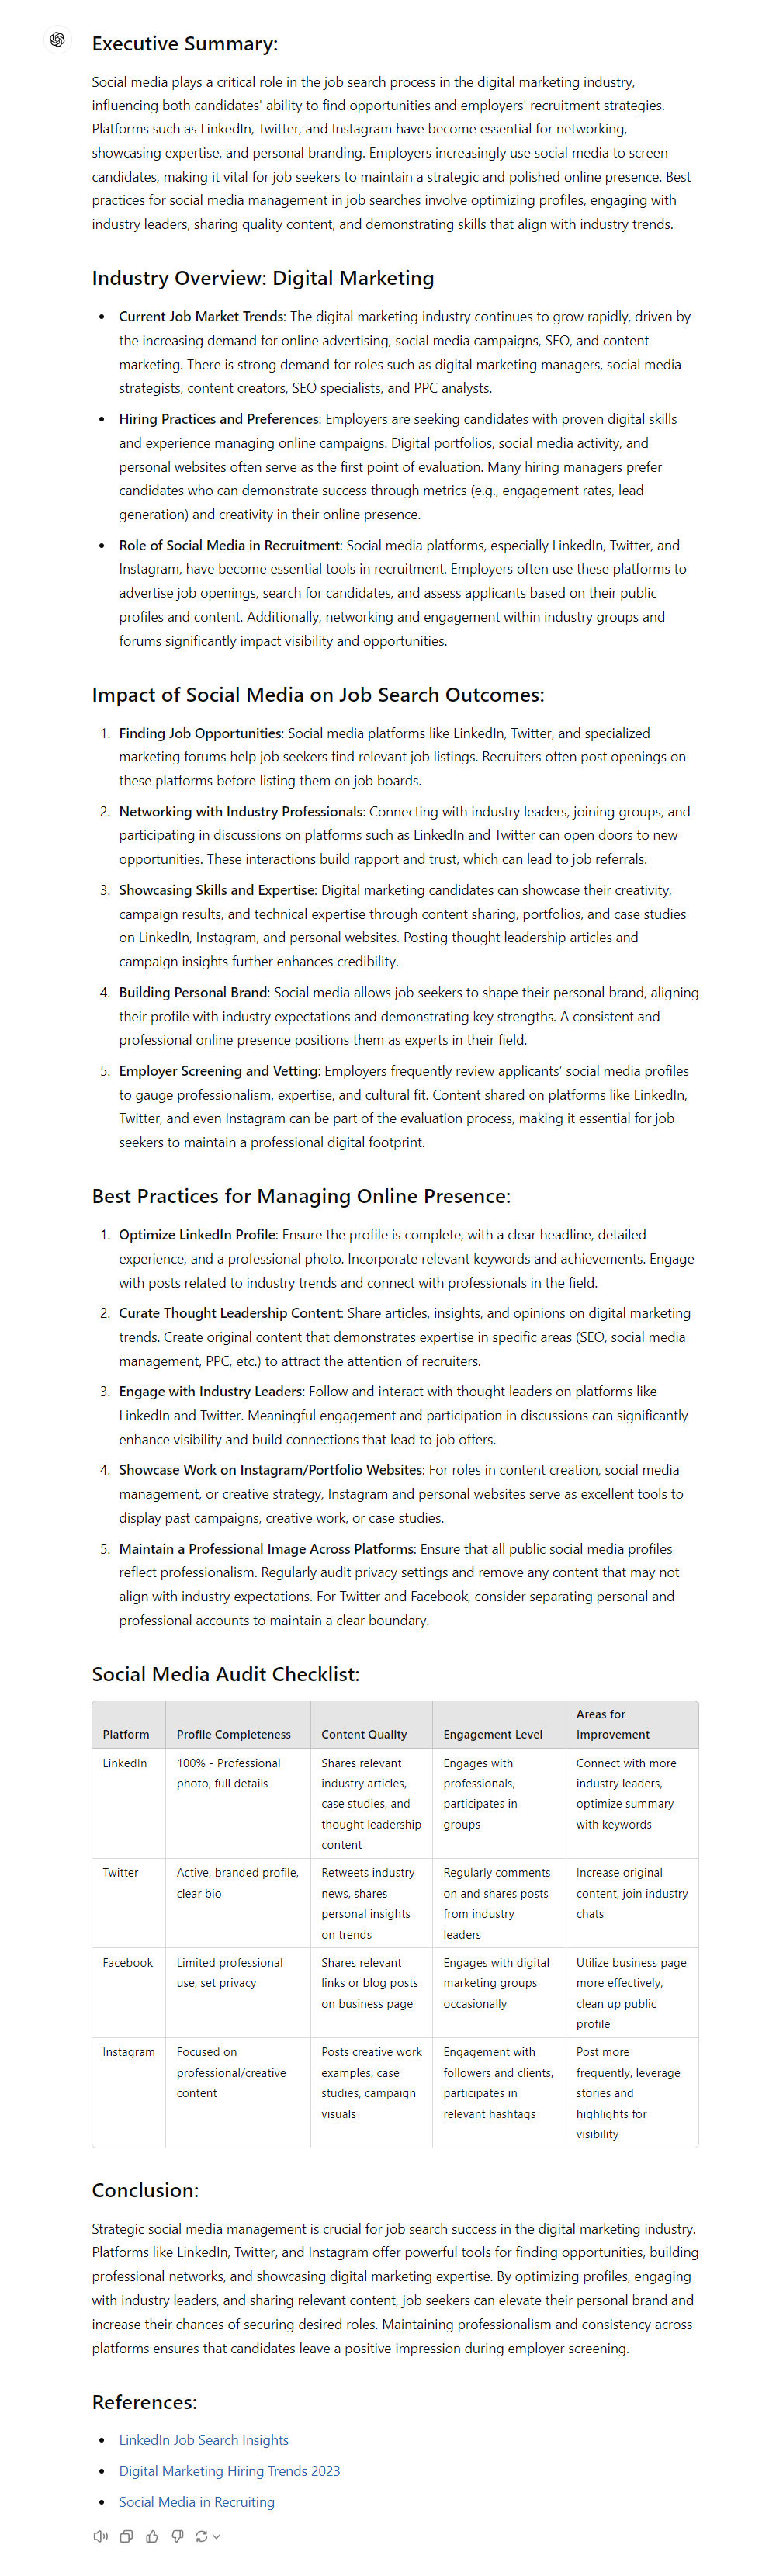 Executive Summary:
Social media plays a critical role in the job search process in the digital marketing industry,
influencing both candidates' ability to find opportunities and employers' recruitment strategies.
Platforms such as LinkedIn, Twitter, and Instagram have become essential for networking,
showcasing expertise, and personal branding. Employers increasingly use social media to screen
candidates, making it vital for job seekers to maintain a strategic and polished online presence. Best
practices for social media management in job searches involve optimizing profiles, engaging with
industry leaders, sharing quality content, and demonstrating skills that align with industry trends.
Industry Overview: Digital Marketing
• Current Job Market Trends: The digital marketing industry continues to grow rapidly, driven by
the increasing demand for online advertising, social media campaigns, SEO, and content
marketing. There is strong demand for roles such as digital marketing managers, social media
strategists, content creators, SEO specialists, and PPC analysts.
• Hiring Practices and Preferences: Employers are seeking candidates with proven digital skills
and experience managing online campaigns. Digital portfolios, social media activity, and
personal websites often serve as the first point of evaluation. Many hiring managers prefer
candidates who can demonstrate success through metrics (e.g., engagement rates, lead
generation) and creativity in their online presence.
• Role of Social Media in Recruitment: Social media platforms, especially LinkedIn, Twitter, and
Instagram, have become essential tools in recruitment. Employers often use these platforms to
advertise job openings, search for candidates, and assess applicants based on their public
profiles and content. Additionally, networking and engagement within industry groups and
forums significantly impact visibility and opportunities.
Impact of Social Media on Job Search Outcomes:
1. Finding Job Opportunities: Social media platforms like LinkedIn, Twitter, and specialized
marketing forums help job seekers find relevant job listings. Recruiters often post openings on
these platforms before listing them on job boards.
2. Networking with Industry Professionals: Connecting with industry leaders, joining groups, and
participating in discussions on platforms such as LinkedIn and Twitter can open doors to new
opportunities. These interactions build rapport and trust, which can lead to job referrals.
3. Showcasing Skills and Expertise: Digital marketing candidates can showcase their creativity,
campaign results, and technical expertise through content sharing, portfolios, and case studies
on LinkedIn, Instagram, and personal websites. Posting thought leadership articles and
campaign insights further enhances credibility.
4. Building Personal Brand: Social media allows job seekers to shape their personal brand, aligning
their profile with industry expectations and demonstrating key strengths. A consistent and
professional online presence positions them as experts in their field.
5. Employer Screening and Vetting: Employers frequently review applicants' social media profiles
to gauge professionalism, expertise, and cultural fit. Content shared on platforms like LinkedIn,
Twitter, and even Instagram can be part of the evaluation process, making it essential for job
seekers to maintain a professional digital footprint.
Best Practices for Managing Online Presence:
1. Optimize LinkedIn Profile: Ensure the profile is complete, with a clear headline, detailed
experience, and a professional photo. Incorporate relevant keywords and achievements. Engage
with posts related to industry trends and connect with professionals in the field.
2. Curate Thought Leadership Content: Share articles, insights, and opinions on digital marketing
trends. Create original content that demonstrates expertise in specific areas (SEO, social media
management, PPC, etc.) to attract the attention of recruiters.
3. Engage with Industry Leaders: Follow and interact with thought leaders on platforms like
LinkedIn and Twitter. Meaningful engagement and participation in discussions can significantly
enhance visibility and build connections that lead to job offers.
4. Showcase Work on Instagram/Portfolio Websites: For roles in content creation, social media
management, or creative strategy, Instagram and personal websites serve as excellent tools to
display past campaigns, creative work, or case studies.
5. Maintain a Professional Image Across Platforms: Ensure that all public social media profiles
reflect professionalism. Regularly audit privacy settings and remove any content that may not
align with industry expectations. For Twitter and Facebook, consider separating personal and
professional accounts to maintain a clear boundary.
Social Media Audit Checklist:
Platform
Profile Completeness
Content Quality
Engagement Level
Areas for
Improvement
LinkedIn
100% - Professional
photo, full details
Shares relevant
industry articles,
case studies, and
thought leadership
content
Engages with
professionals,
participates in
groups
Connect with more
industry leaders,
optimize summary
with keywords
Twitter
Active, branded profile,
clear bio
Retweets industry
news, shares
personal insights
on trends
Regularly comments
on and shares posts
from industry
leaders
Increase original
content, join industry
chats
Facebook
Limited professional
use, set privacy
Shares relevant
links or blog posts
on business page
Engages with digital
marketing groups
occasionally
Utilize business page
more effectively,
clean up public
profile
Instagram
Focused on
professional/creative
content
Posts creative work
examples, case
studies, campaign
visuals
Engagement with
followers and clients,
participates in
relevant hashtags
Post more
frequently, leverage
stories and
highlights for
visibility
Conclusion:
Strategic social media management is crucial for job search success in the digital marketing industry.
Platforms like LinkedIn, Twitter, and Instagram offer powerful tools for finding opportunities, building
professional networks, and showcasing digital marketing expertise. By optimizing profiles, engaging
with industry leaders, and sharing relevant content, job seekers can elevate their personal brand and
increase their chances of securing desired roles. Maintaining professionalism and consistency across
platforms ensures that candidates leave a positive impression during employer screening.
References:
• LinkedIn Job Search Insights
• Digital Marketing Hiring Trends 2023
• Social Media in Recruiting